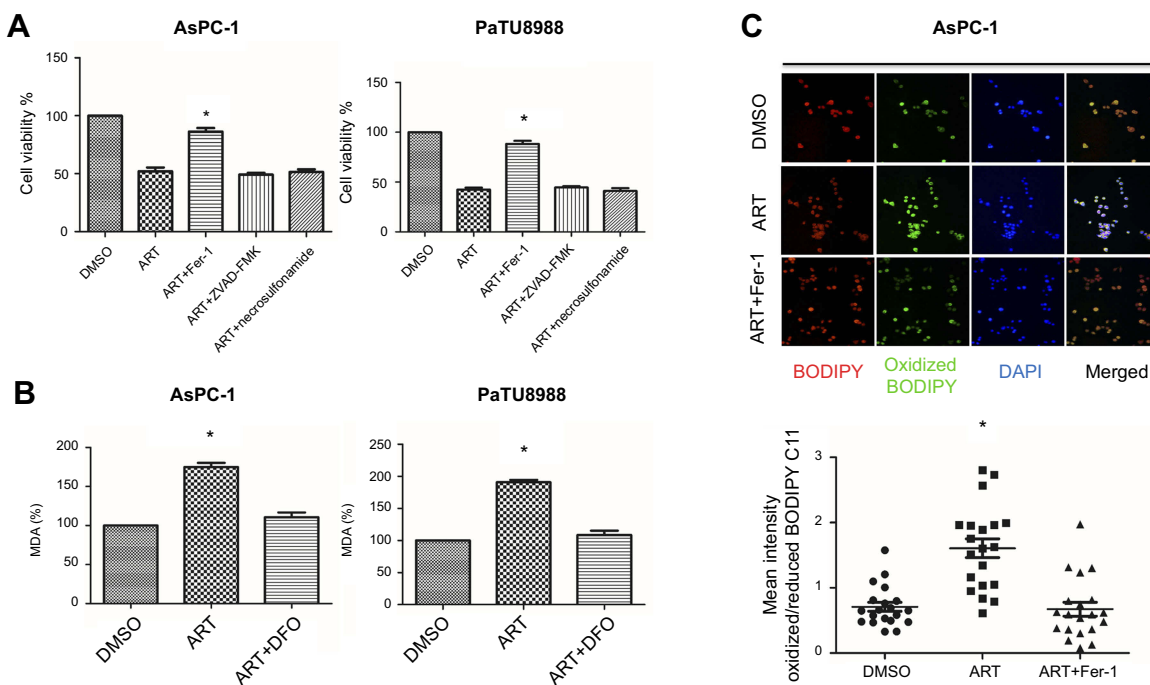 A
AsPC-1
Cell viability %
150
100
50
0
*
DMSO
ART
ART+Fer-1
ART+ZVAD-FMK
ART+necrosulfonamide
PaTU8988
Cell viability %
150
100
50
0
*
DMSO
ART
ART+Fer-1
ART+ZVAD-FMK
ART+necrosulfonamide
B
AsPC-1
MDA (%)
200
150
100
50
0
*
DMSO
ART
ART+DFO
PaTU8988
MDA (%)
250
200
150
100
50
0
*
DMSO
ART
ART+DFO
C
AsPC-1
DMSO
ART
ART+Fer-1
BODIPY
Oxidized
BODIPY
DAPI
Merged
Mean intensity
oxidized/reduced BODIPY C11
3
2
1
0
*
DMSO
ART
ART+Fer-1